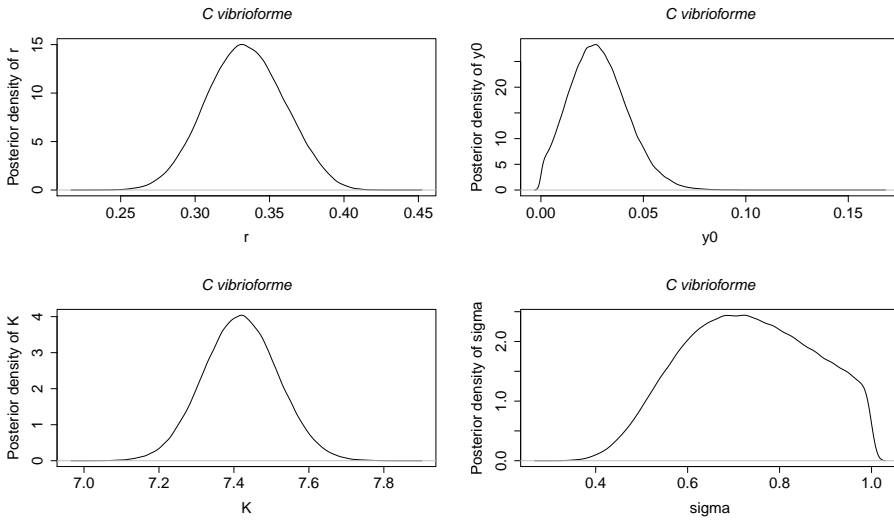 C vibrioforme
Posterior density of r
0 5 10 15
0.25 0.30 0.35 0.40 0.45
r
C vibrioforme
Posterior density of y0
0 5 10 20
0.00 0.05 0.10 0.15
y0
C vibrioforme
Posterior density of K
0 1 2 3 4
7.0 7.2 7.4 7.6 7.8
K
C vibrioforme
Posterior density of sigma
0.0 1.0 2.0
0.4 0.6 0.8 1.0
sigma